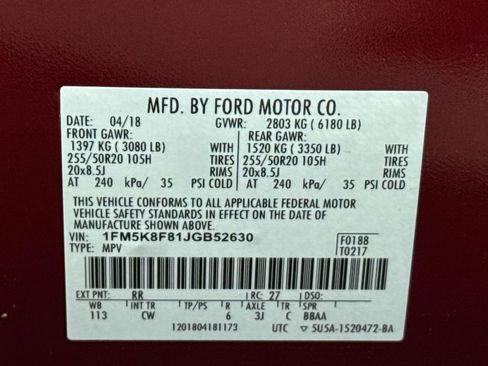 MFD. BY FORD MOTOR CO.
DATE: 04/18 GVWR: 2803 KG ( 6180 LB)
FRONT GAWR: REAR GAWR:
1397 KG ( 3080 LB) WITH 1520 KG ( 3350 LB) WITH
255/50R20 105H TIRES 255/50R20 105H TIRES
20x8.5J RIMS 20x8.5J RIMS
AT 240 kPa/ 35 PSI COLD AT 240 kPa/ 35 PSI COLD
THIS VEHICLE CONFORMS TO ALL APPLICABLE FEDERAL MOTOR
VEHICLE SAFETY STANDARDS IN EFFECT ON THE DATE OF
MANUFACTURE SHOWN ABOVE.
VIN: 1FM5K8F81JGB52630 F0188
TYPE: MPV T0217
EXT PNT: RR RC: 27 DSO:
WB INT TR TP/PS R AXLE TR SPR
113 CW 6 3J C BBAA
1201804181173 UTC 5U5A-1520472-BA